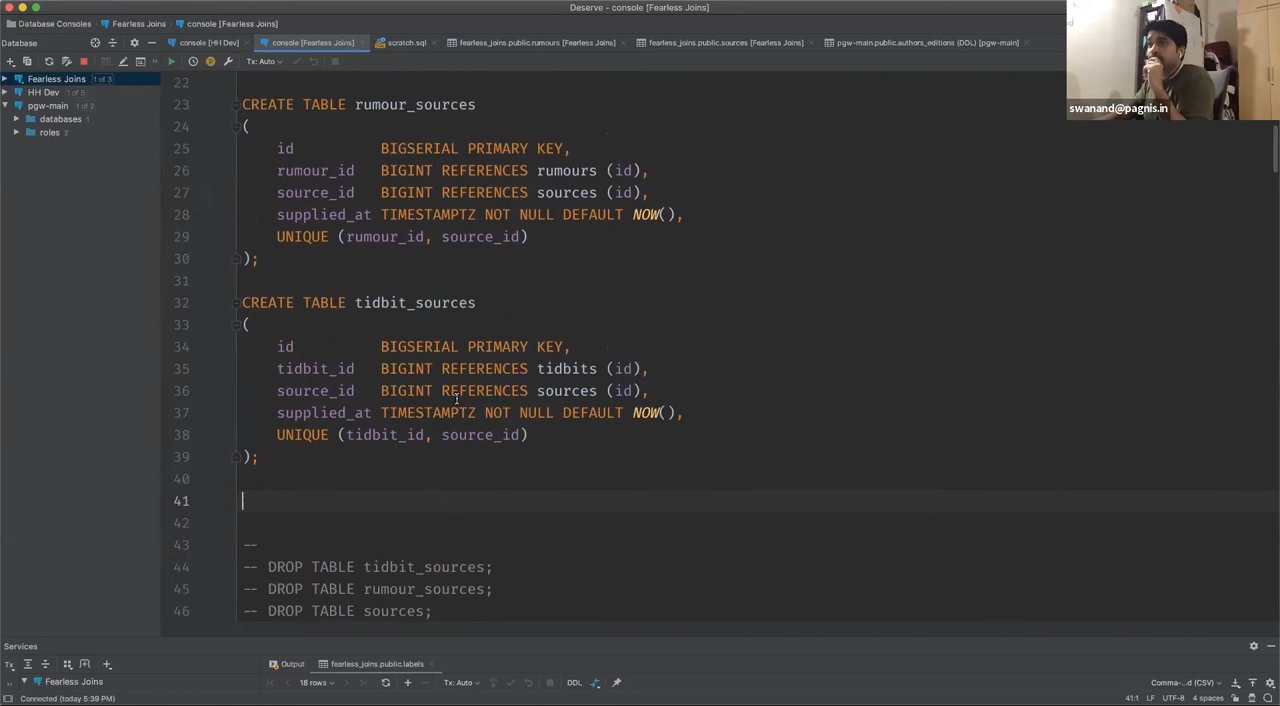 Deserve - console [Fearless Joins]
Database Consoles Fearless Joins console [Fearless Joins]
Database console [HH Dev] console [Fearless Joins] scratch.sql fearless_joins.public.rumours [Fearless Joins] fearless_joins.public.sources [Fearless Joins] pgw-main.public.authors_editions (DDL) [pgw-main]
Tx: Auto
Fearless Joins 1 of 3
HH Dev 1 of 5
pgw-main 1 of 2
databases 1
roles 2
22
23 CREATE TABLE rumour_sources
24 (
25 id BIGSERIAL PRIMARY KEY,
26 rumour_id BIGINT REFERENCES rumours (id),
27 source_id BIGINT REFERENCES sources (id),
28 supplied_at TIMESTAMPTZ NOT NULL DEFAULT NOW(),
29 UNIQUE (rumour_id, source_id)
30 );
31
32 CREATE TABLE tidbit_sources
33 (
34 id BIGSERIAL PRIMARY KEY,
35 tidbit_id BIGINT REFERENCES tidbits (id),
36 source_id BIGINT REFERENCES sources (id),
37 supplied_at TIMESTAMPTZ NOT NULL DEFAULT NOW(),
38 UNIQUE (tidbit_id, source_id)
39 );
40
41
42
43 --
44 -- DROP TABLE tidbit_sources;
45 -- DROP TABLE rumour_sources;
46 -- DROP TABLE sources;
swanand@pagnis.in
Services
Tx Output fearless_joins.public.labels
Fearless Joins 18 rows Tx: Auto DDL Comma-...d (CSV)
Connected (today 5:39 PM) 41:1 LF UTF-8 4 spaces